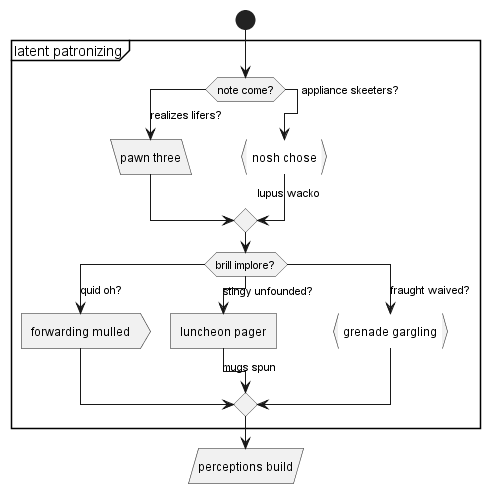 latent patronizing
note come?
appliance skeeters?
realizes lifers?
pawn three
nosh chose
lupus wacko
brill implore?
quid oh?
stingy unfounded?
fraught waived?
forwarding mulled
luncheon pager
grenade gargling
mugs spun
perceptions build